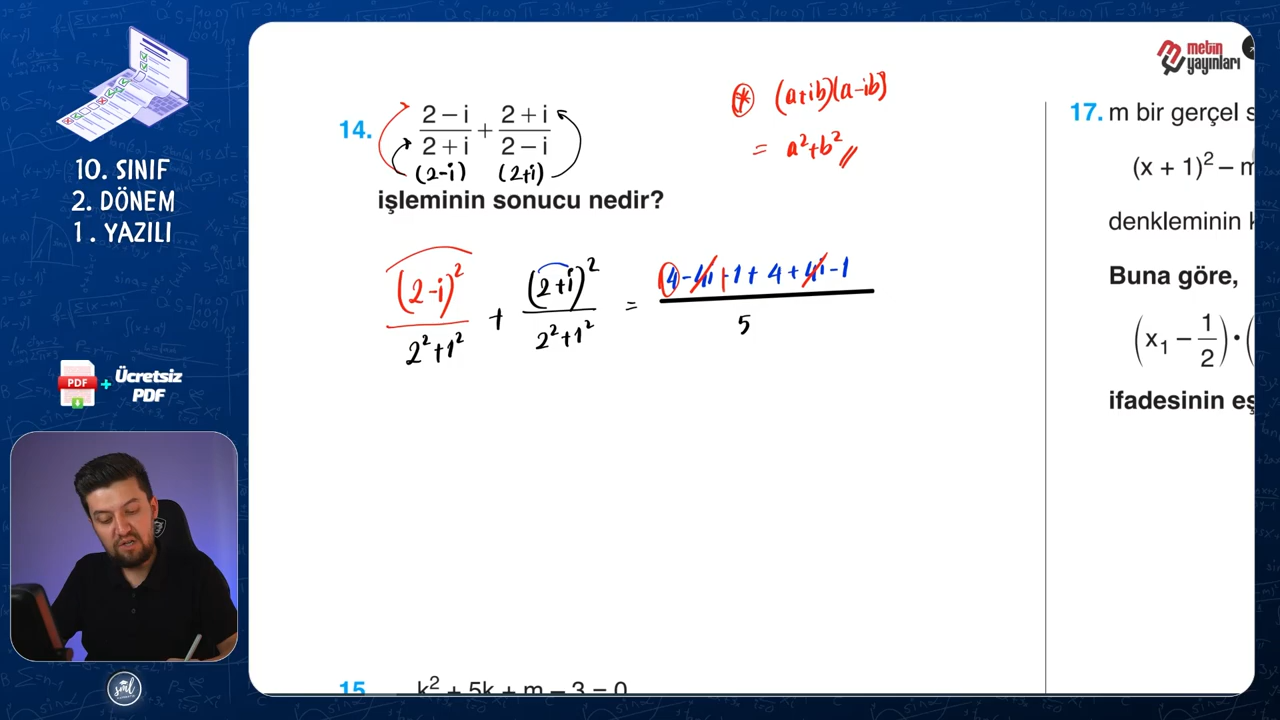 metin
yayınları
10. SINIF
2. DÖNEM
1. YAZILI
PDF + Ücretsiz
PDF
sml
14. 2 – i / 2 + i + 2 + i / 2 – i
(2-i) (2+i)
işleminin sonucu nedir?
* (a+ib)(a-ib)
= a²+b²
(2-i)² / 2²+1² + (2+i)² / 2²+1² = 4-4i+1+4+4i-1 / 5
15 k² + 5k + m – 3 = 0
17. m bir gerçel s
(x + 1)² – m
denkleminin k
Buna göre,
(x₁ – 1/2) · (
ifadesinin eş